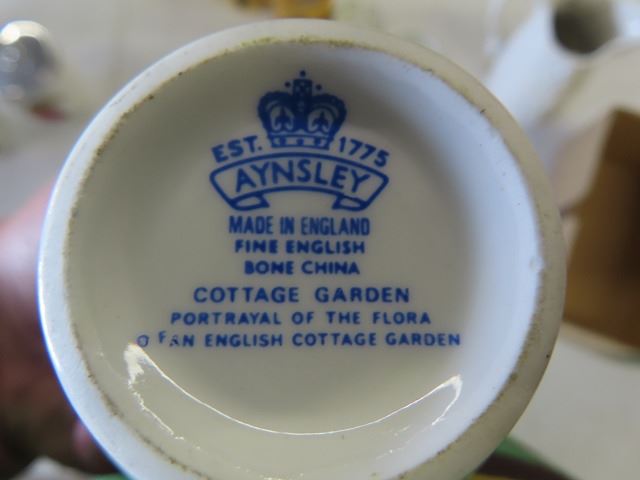 EST. 1775
AYNSLEY
MADE IN ENGLAND
FINE ENGLISH
BONE CHINA
COTTAGE GARDEN
PORTRAYAL OF THE FLORA
OF AN ENGLISH COTTAGE GARDEN